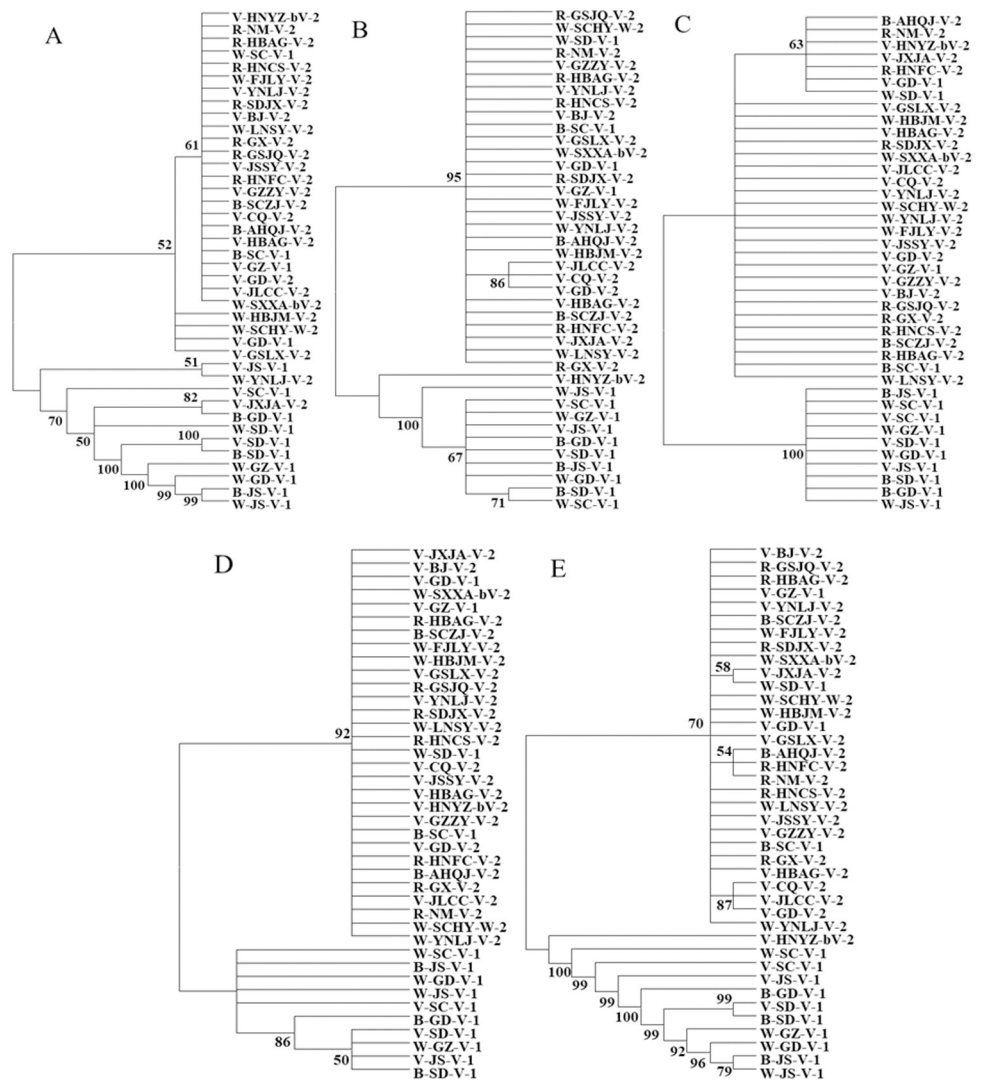 A
V-HNYZ-bV-2
R-NM-V-2
R-HBAG-V-2
W-SC-V-1
R-HNCS-V-2
W-FJLY-V-2
V-YNLJ-V-2
R-SDJX-V-2
V-BJ-V-2
W-LNSY-V-2
61
R-GX-V-2
R-GSJQ-V-2
V-JSSY-V-2
R-HNFC-V-2
V-GZZY-V-2
B-SCZJ-V-2
V-CQ-V-2
B-AHQJ-V-2
52
V-HBAG-V-2
B-SC-V-1
V-GZ-V-1
V-GD-V-2
V-JLCC-V-2
W-SXXA-bV-2
W-HBJM-V-2
W-SCHY-W-2
V-GD-V-1
V-GSLX-V-2
51
V-JS-V-1
W-YNLJ-V-2
V-SC-V-1
82
V-JXJA-V-2
70
B-GD-V-1
W-SD-V-1
50
100
V-SD-V-1
B-SD-V-1
100
W-GZ-V-1
100
W-GD-V-1
99
B-JS-V-1
99
W-JS-V-1
B
R-GSJQ-V-2
W-SCHY-W-2
W-SD-V-1
R-NM-V-2
V-GZZY-V-2
R-HBAG-V-2
V-YNLJ-V-2
R-HNCS-V-2
V-BJ-V-2
B-SC-V-1
V-GSLX-V-2
W-SXXA-bV-2
V-GD-V-1
95
R-SDJX-V-2
V-GZ-V-1
W-FJLY-V-2
V-JSSY-V-2
W-YNLJ-V-2
B-AHQJ-V-2
W-HBJM-V-2
V-JLCC-V-2
V-CQ-V-2
86
V-GD-V-2
V-HBAG-V-2
B-SCZJ-V-2
R-HNFC-V-2
V-JXJA-V-2
W-LNSY-V-2
R-GX-V-2
V-HNYZ-bV-2
W-JS-V-1
V-SC-V-1
W-GZ-V-1
100
V-JS-V-1
B-GD-V-1
V-SD-V-1
67
B-JS-V-1
W-GD-V-1
B-SD-V-1
71
W-SC-V-1
C
B-AHQJ-V-2
R-NM-V-2
63
V-HNYZ-bV-2
V-JXJA-V-2
R-HNFC-V-2
V-GD-V-1
W-SD-V-1
V-GSLX-V-2
W-HBJM-V-2
V-HBAG-V-2
R-SDJX-V-2
W-SXXA-bV-2
V-JLCC-V-2
V-CQ-V-2
V-YNLJ-V-2
W-SCHY-W-2
W-YNLJ-V-2
W-FJLY-V-2
V-JSSY-V-2
V-GD-V-2
V-GZ-V-1
V-GZZY-V-2
V-BJ-V-2
R-GSJQ-V-2
R-GX-V-2
R-HNCS-V-2
B-SCZJ-V-2
R-HBAG-V-2
B-SC-V-1
W-LNSY-V-2
B-JS-V-1
W-SC-V-1
V-SC-V-1
W-GZ-V-1
V-SD-V-1
100
W-GD-V-1
V-JS-V-1
B-SD-V-1
B-GD-V-1
W-JS-V-1
D
V-JXJA-V-2
V-BJ-V-2
V-GD-V-1
W-SXXA-bV-2
V-GZ-V-1
R-HBAG-V-2
B-SCZJ-V-2
W-FJLY-V-2
W-HBJM-V-2
V-GSLX-V-2
R-GSJQ-V-2
V-YNLJ-V-2
R-SDJX-V-2
W-LNSY-V-2
92
R-HNCS-V-2
W-SD-V-1
V-CQ-V-2
V-JSSY-V-2
V-HBAG-V-2
V-HNYZ-bV-2
V-GZZY-V-2
B-SC-V-1
V-GD-V-2
R-HNFC-V-2
B-AHQJ-V-2
R-GX-V-2
V-JLCC-V-2
R-NM-V-2
W-SCHY-W-2
W-YNLJ-V-2
W-SC-V-1
B-JS-V-1
W-GD-V-1
W-JS-V-1
V-SC-V-1
B-GD-V-1
V-SD-V-1
86
W-GZ-V-1
V-JS-V-1
50
B-SD-V-1
E
V-BJ-V-2
R-GSJQ-V-2
R-HBAG-V-2
V-GZ-V-1
V-YNLJ-V-2
B-SCZJ-V-2
W-FJLY-V-2
R-SDJX-V-2
W-SXXA-bV-2
58
V-JXJA-V-2
W-SD-V-1
W-SCHY-W-2
W-HBJM-V-2
70
V-GD-V-1
V-GSLX-V-2
54
B-AHQJ-V-2
R-HNFC-V-2
R-NM-V-2
R-HNCS-V-2
W-LNSY-V-2
V-JSSY-V-2
V-GZZY-V-2
B-SC-V-1
R-GX-V-2
V-HBAG-V-2
V-CQ-V-2
V-JLCC-V-2
87
V-GD-V-2
W-YNLJ-V-2
V-HNYZ-bV-2
W-SC-V-1
100
V-SC-V-1
99
V-JS-V-1
99
B-GD-V-1
99
V-SD-V-1
100
B-SD-V-1
99
W-GZ-V-1
92
W-GD-V-1
96
B-JS-V-1
79
W-JS-V-1